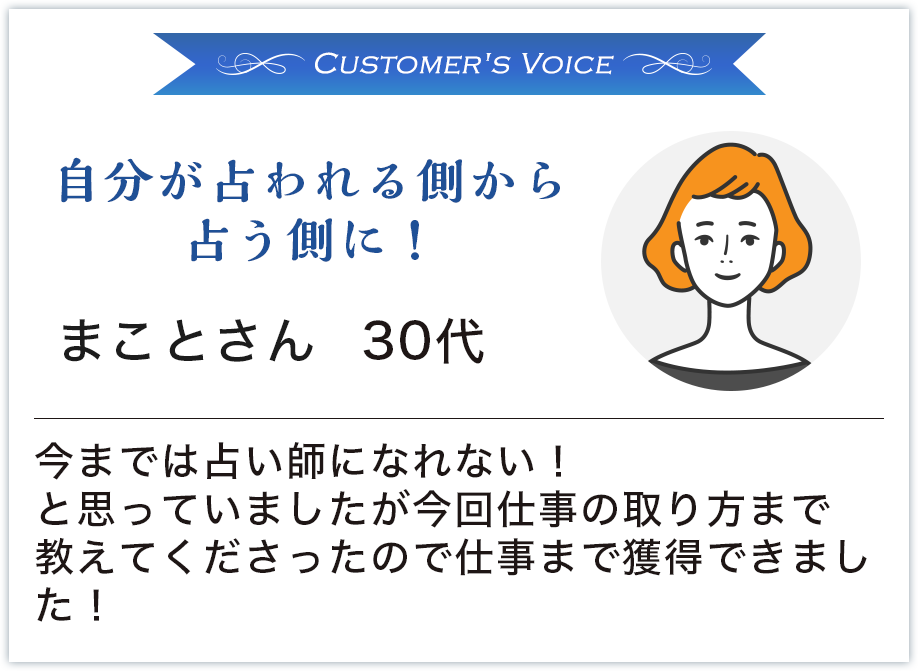 CUSTOMER'S VOICE
自分が占われる側から
占う側に！
まことさん　30代
今までは占い師になれない！
と思っていましたが今回仕事の取り方まで
教えてくださったので仕事まで獲得できまし
た！